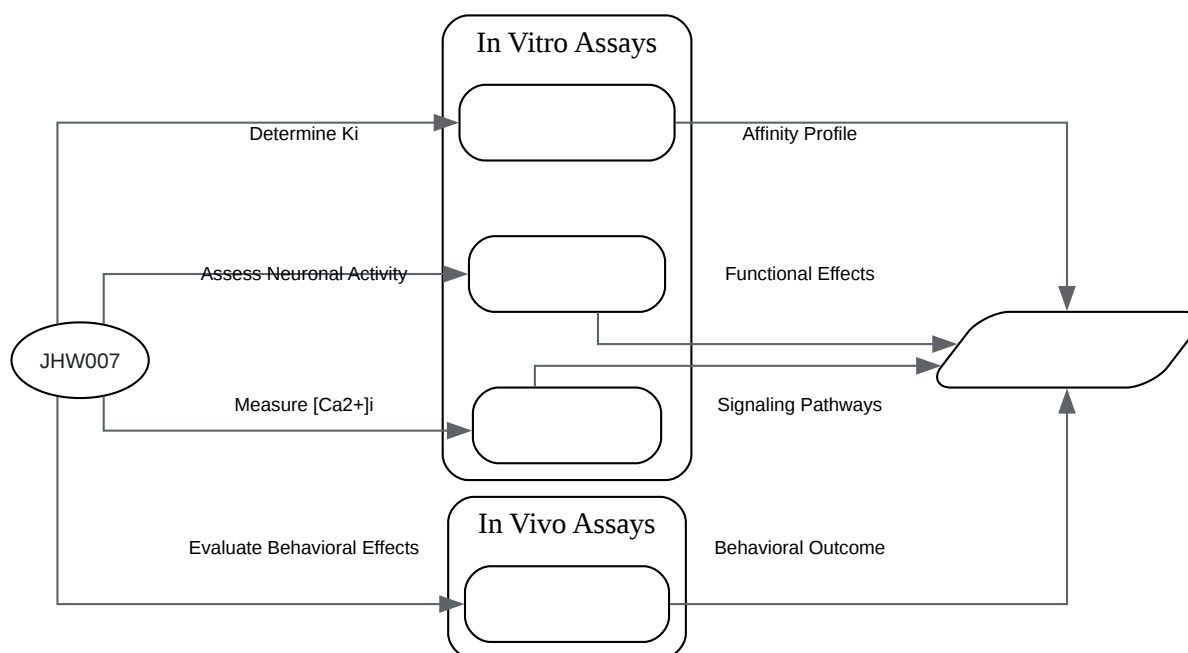 In Vitro Assays
Determine Ki
Affinity Profile
Assess Neuronal Activity
Functional Effects
JHW007
Measure [Ca2+]i
Signaling Pathways
In Vivo Assays
Evaluate Behavioral Effects
Behavioral Outcome